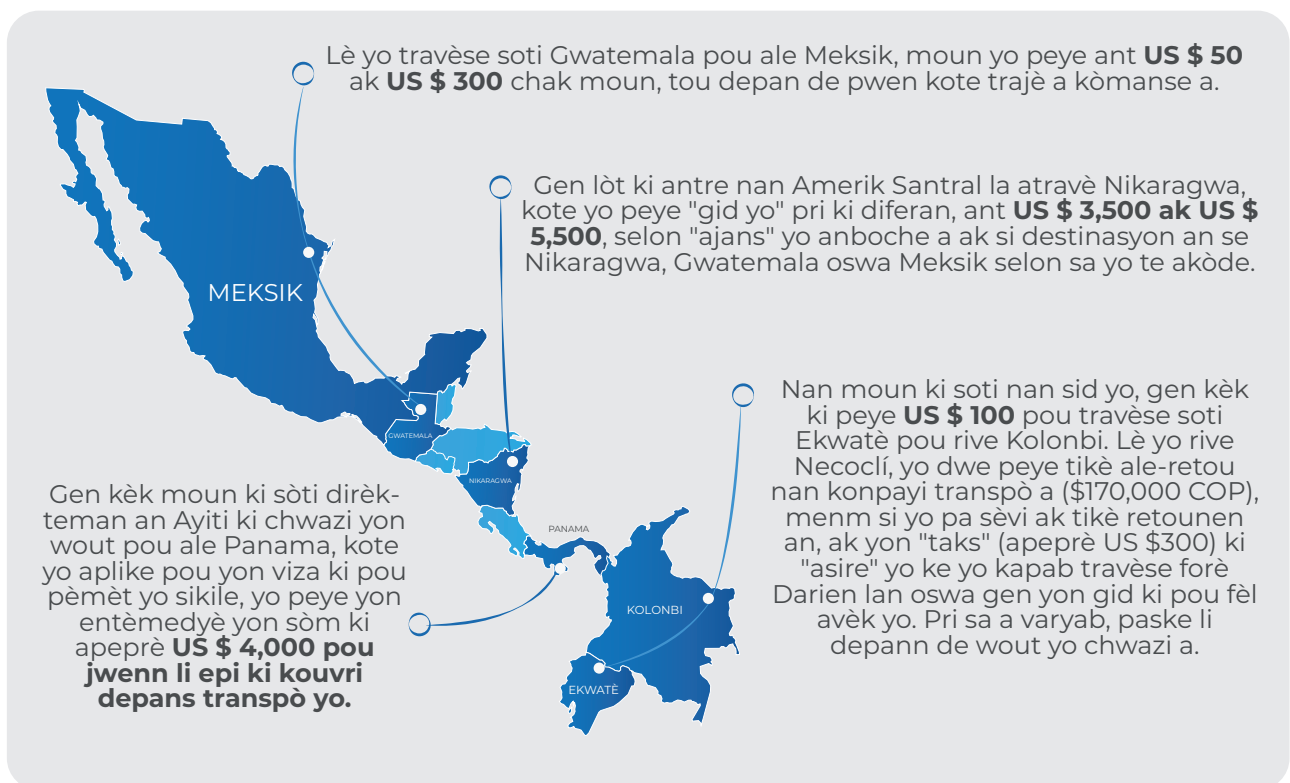 Lè yo travèse soti Gwatemala pou ale Meksik, moun yo peye ant US $ 50
ak US $ 300 chak moun, tou depan de pwen kote trajè a kòmanse a.
Gen lòt ki antre nan Amerik Santral la atravè Nikaragwa,
kote yo peye "gid yo" pri ki diferan, ant US $ 3,500 ak US $
5,500, selon "ajans" yo anboche a ak si destinasyon an se
Nikaragwa, Gwatemala oswa Meksik selon sa yo te akòde.
MEKSIK
GWATEMALA
NIKARAGWA
PANAMA
KOLONBI
EKWATÈ
Nan moun ki soti nan sid yo, gen kèk
ki peye US $ 100 pou travèse soti
Ekwatè pou rive Kolonbi. Lè yo rive
Necoclí, yo dwe peye tikè ale-retou
nan konpayi transpò a ($170,000 COP),
menm si yo pa sèvi ak tikè retounen
an, ak yon "taks" (apeprè US $300) ki
"asire" yo ke yo kapab travèse forè
Darien lan oswa gen yon gid ki pou fèl
avèk yo. Pri sa a varyab, paske li
depann de wout yo chwazi a.
Gen kèk moun ki sòti dirèk-
teman an Ayiti ki chwazi yon
wout pou ale Panama, kote
yo aplike pou yon viza ki pou
pèmèt yo sikile, yo peye yon
entèmedyè yon sòm ki
apeprè US $ 4,000 pou
jwenn li epi ki kouvri
depans transpò yo.